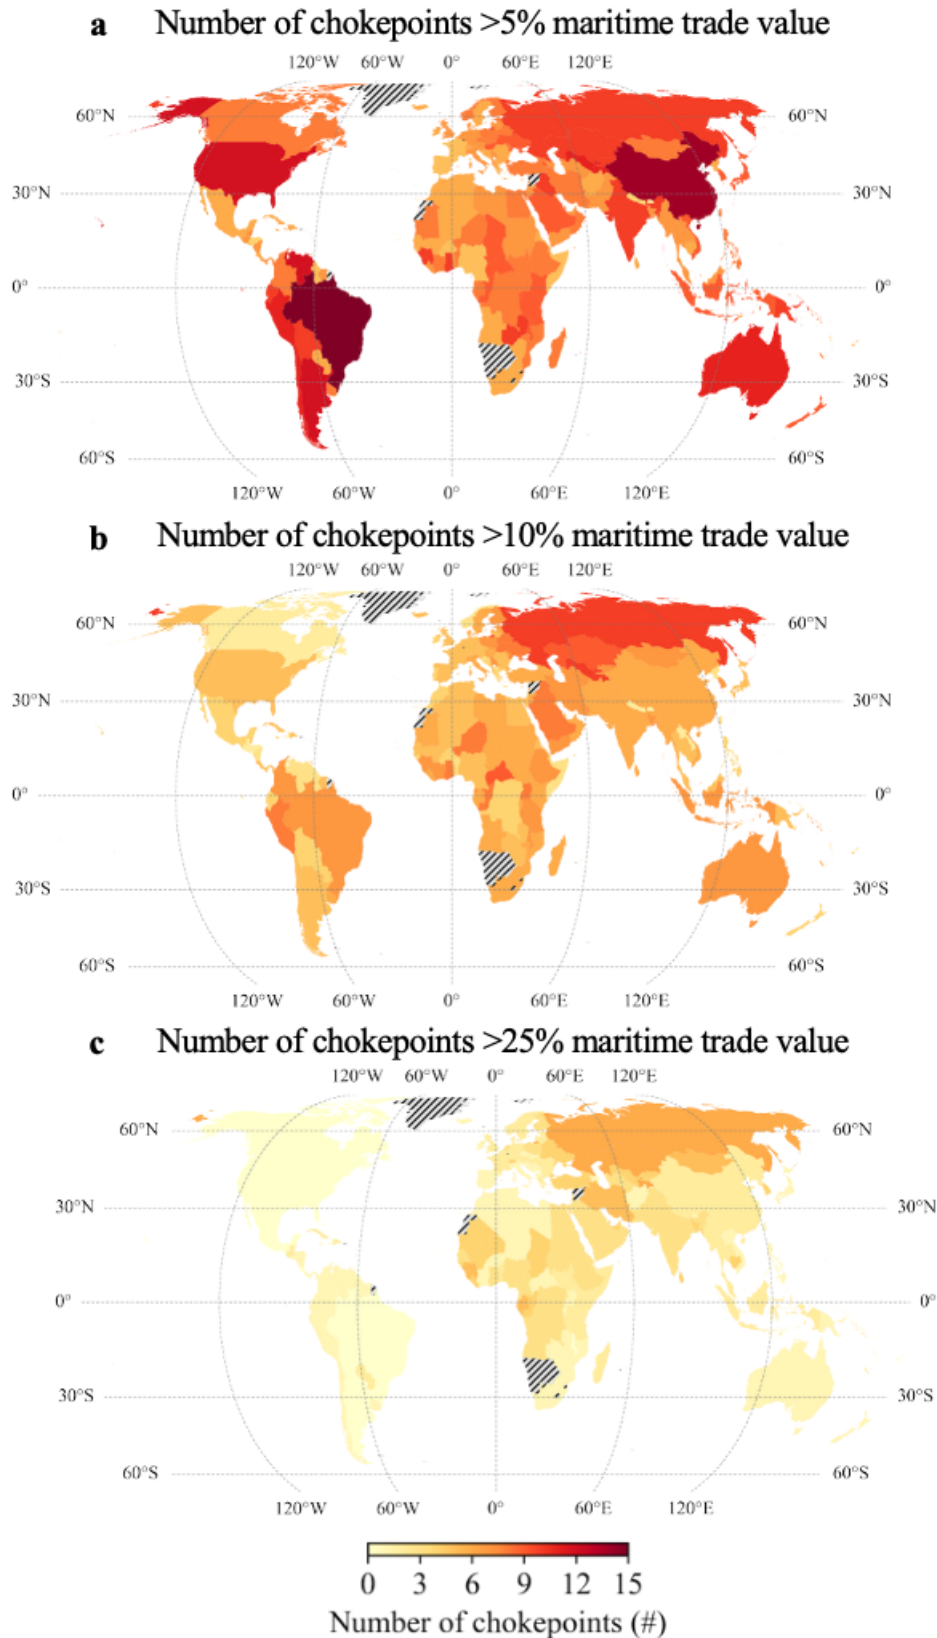 a Number of chokepoints >5% maritime trade value
120°W 60°W 0° 60°E 120°E
60°N 60°N
30°N 30°N
0° 0°
30°S 30°S
60°S 60°S
120°W 60°W 0° 60°E 120°E
b Number of chokepoints >10% maritime trade value
120°W 60°W 0° 60°E 120°E
60°N 60°N
30°N 30°N
0° 0°
30°S 30°S
60°S 60°S
120°W 60°W 0° 60°E 120°E
c Number of chokepoints >25% maritime trade value
120°W 60°W 0° 60°E 120°E
60°N 60°N
30°N 30°N
0° 0°
30°S 30°S
60°S 60°S
120°W 60°W 0° 60°E 120°E
0 3 6 9 12 15
Number of chokepoints (#)